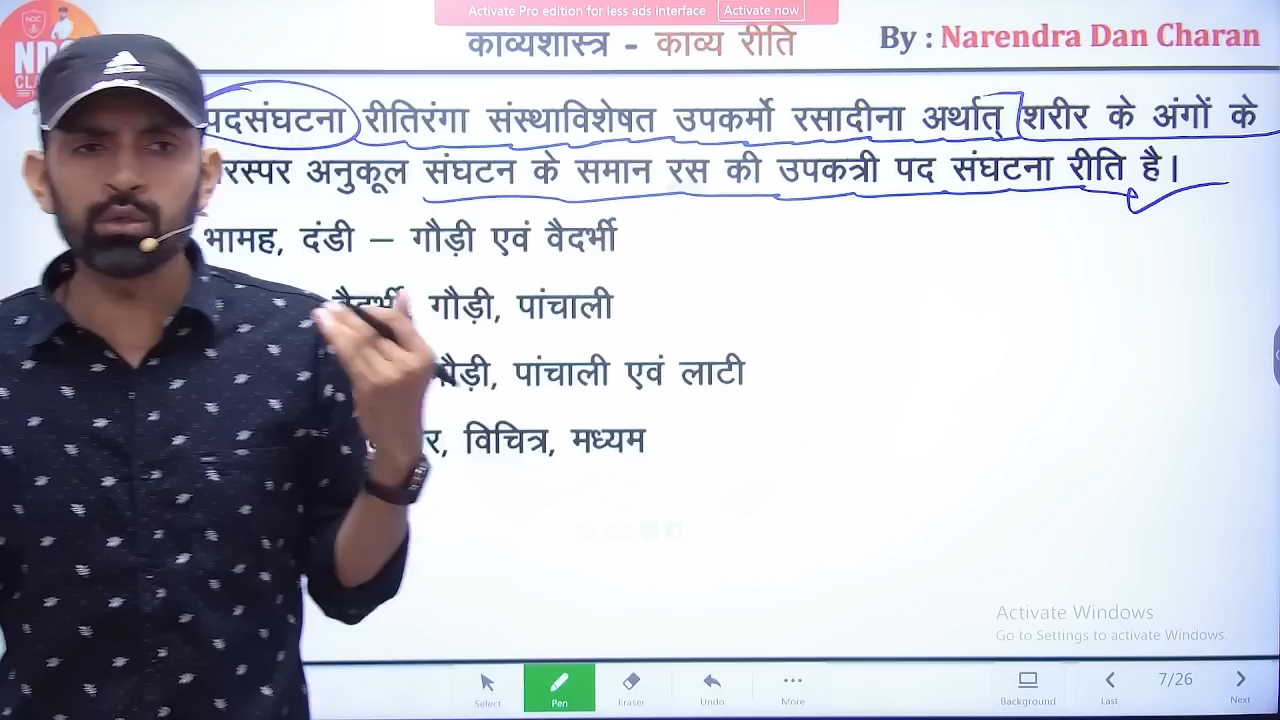 Activate Pro edition for less ads interface Activate now
काव्यशास्त्र - काव्य रीति
By : Narendra Dan Charan
पदसंघटना रीतिरंगा संस्थाविशेषत उपकर्मो रसादीना अर्थात् शरीर के अंगों के
अनुकूल संघटन के समान रस की उपकत्री पद संघटना रीति है।
भामह, दंडी – गौड़ी एवं वैदर्भी
वैदर्भी, गौड़ी, पांचाली
पांचाली एवं लाटी
विचित्र, मध्यम
Activate Windows
Go to Settings to activate Windows.
Select Pen Eraser Undo More Background Last 7/26 Next